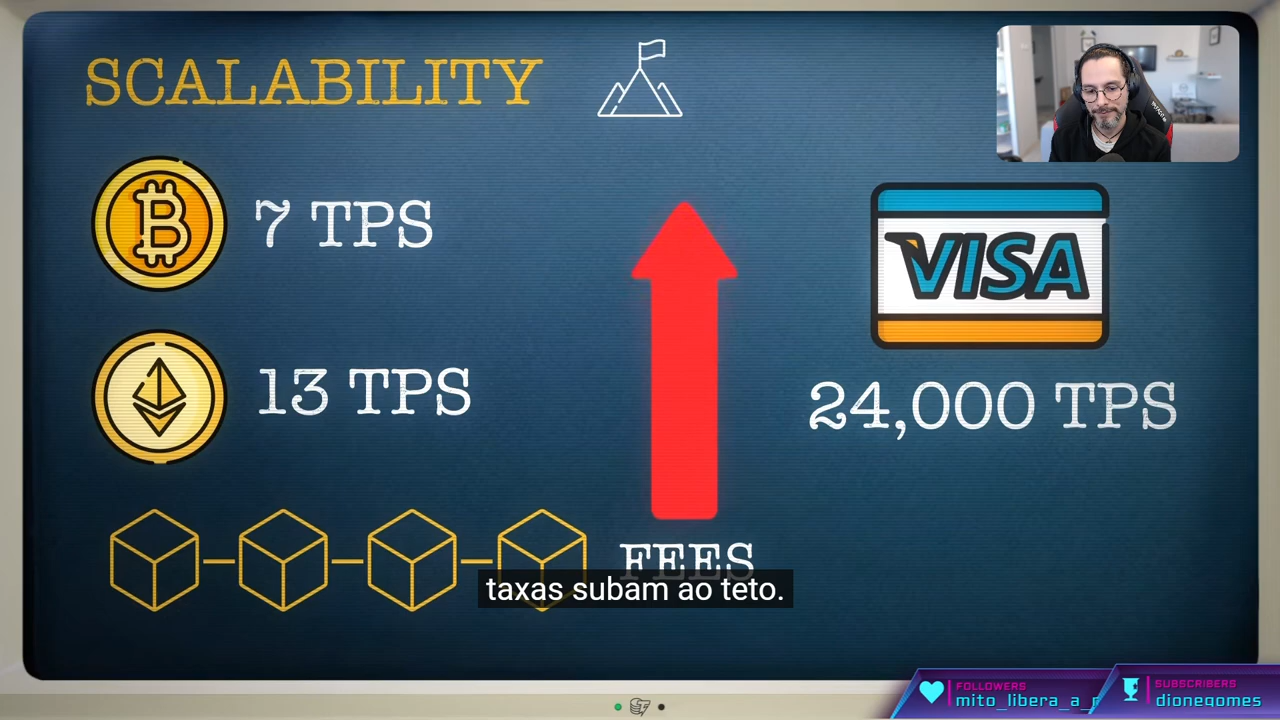 SCALABILITY
7 TPS
VISA
13 TPS
24,000 TPS
FEES
taxas subam ao teto.
FOLLOWERS
mito_libera_a_
SUBSCRIBERS
dionegomes